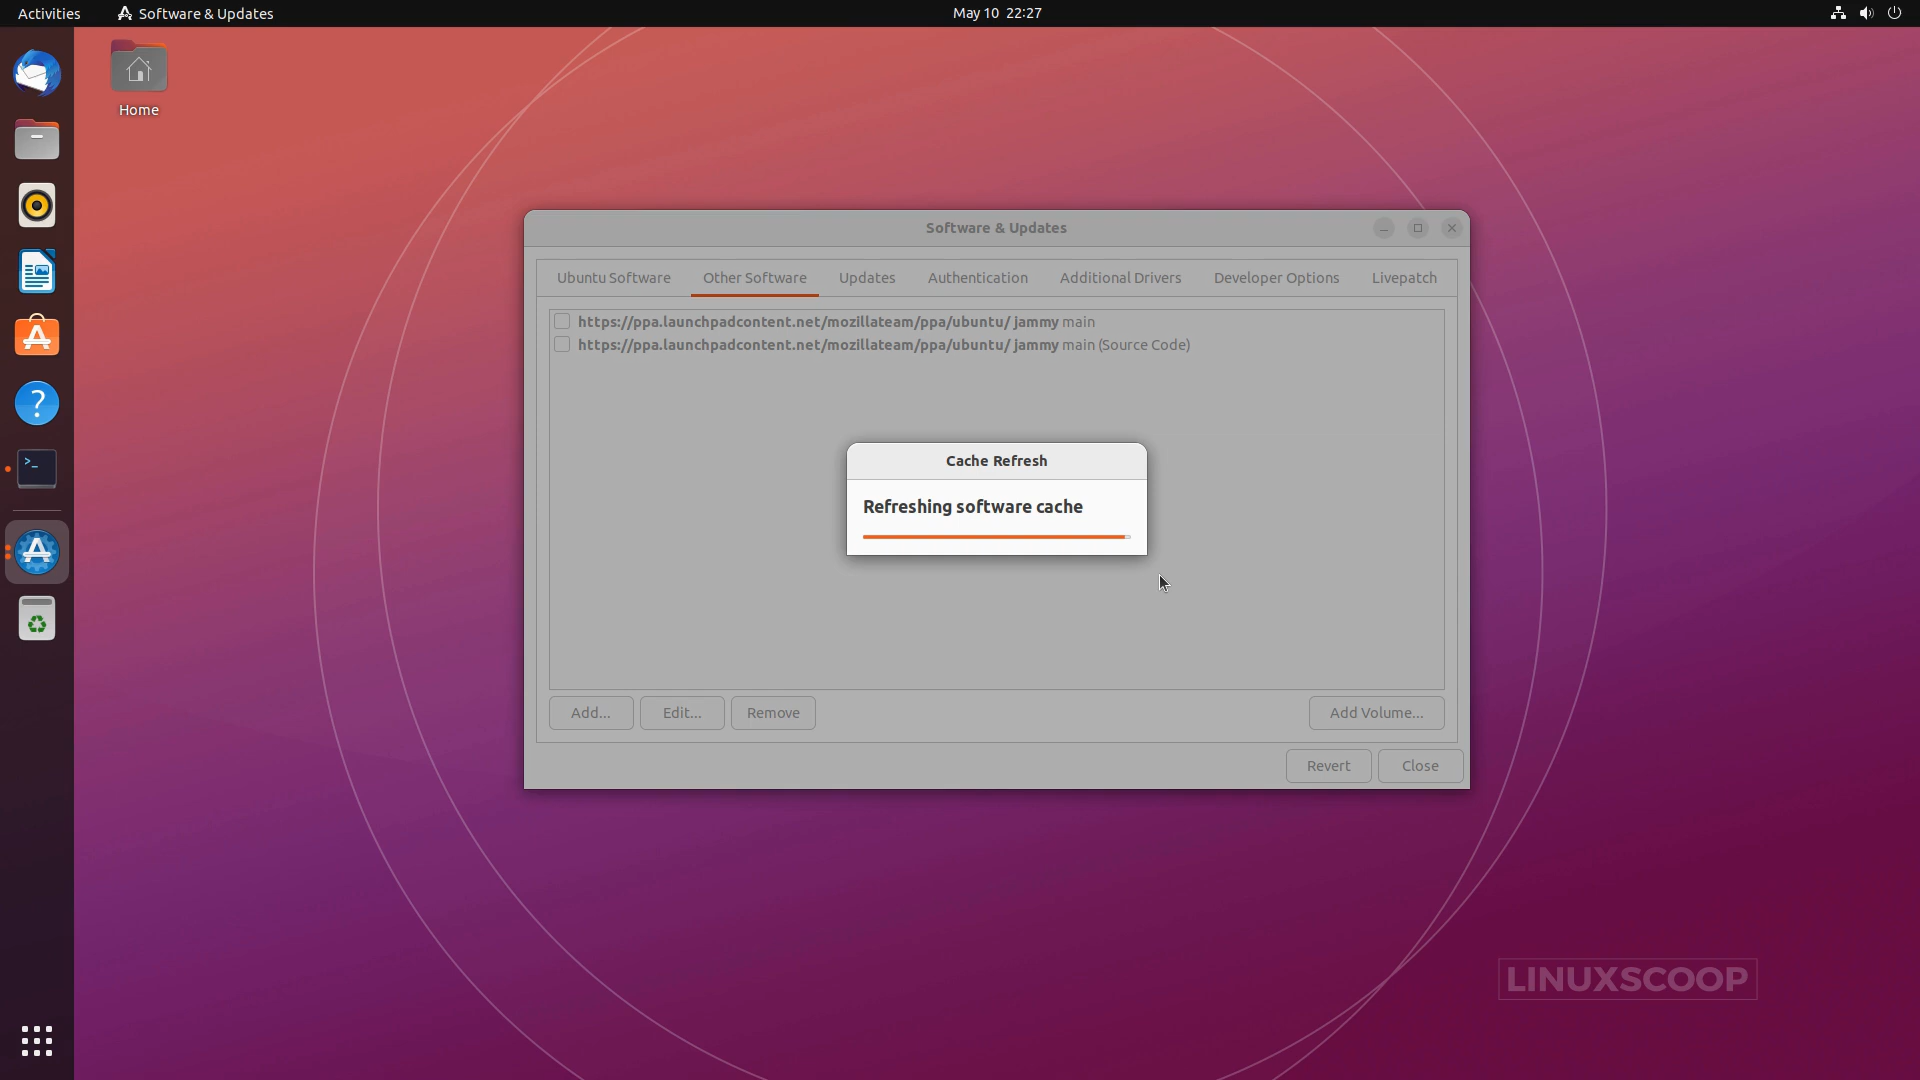 Activities
Software & Updates
May 10 22:27
Home
Software & Updates
Ubuntu Software
Other Software
Updates
Authentication
Additional Drivers
Developer Options
Livepatch
https://ppa.launchpadcontent.net/mozillateam/ppa/ubuntu/ jammy main
https://ppa.launchpadcontent.net/mozillateam/ppa/ubuntu/ jammy main (Source Code)
Cache Refresh
Refreshing software cache
Add...
Edit...
Remove
Add Volume...
Revert
Close
LINUXSCOOP